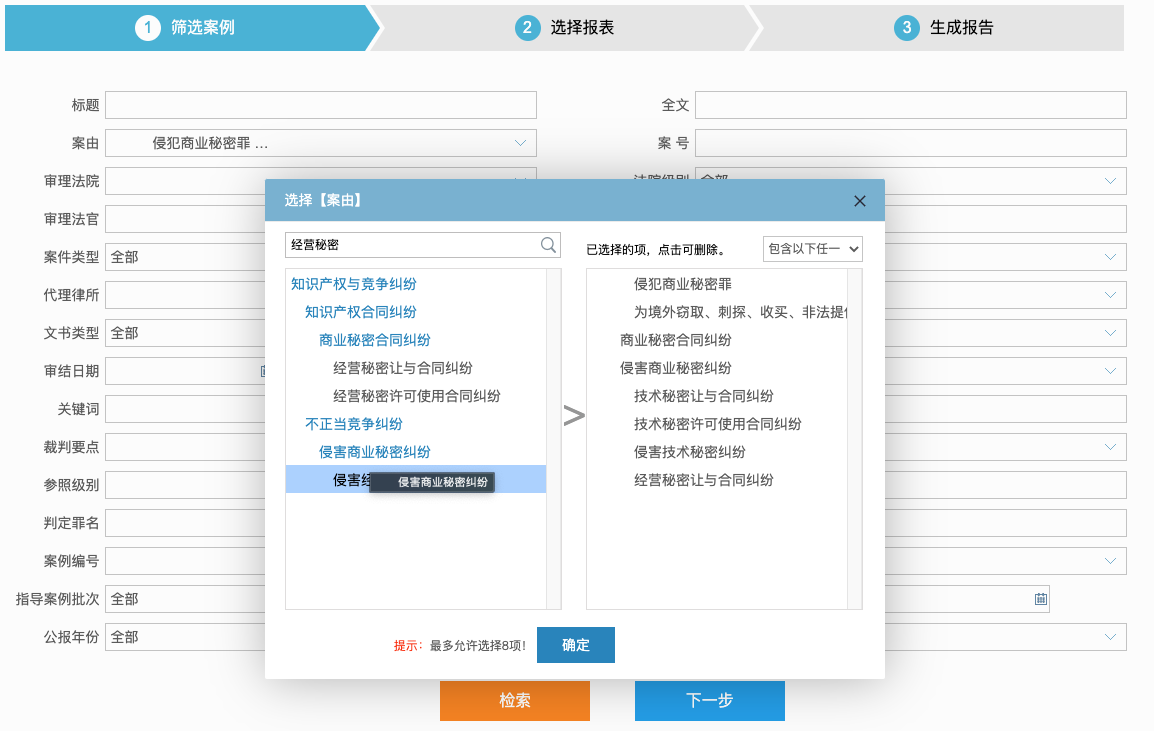 1 筛选案例
2 选择报表
3 生成报告
标题
全文
案由 侵犯商业秘密罪 ...
案 号
审理法院
审理法官
案件类型 全部
代理律所
文书类型 全部
审结日期
关键词
裁判要点
参照级别
判定罪名
案例编号
指导案例批次 全部
公报年份 全部
选择【案由】
经营秘密
已选择的项，点击可删除。
包含以下任一
知识产权与竞争纠纷
知识产权合同纠纷
商业秘密合同纠纷
经营秘密让与合同纠纷
经营秘密许可使用合同纠纷
不正当竞争纠纷
侵害商业秘密纠纷
侵害经
侵害商业秘密纠纷
>
侵犯商业秘密罪
为境外窃取、刺探、收买、非法提
商业秘密合同纠纷
侵害商业秘密纠纷
技术秘密让与合同纠纷
技术秘密许可使用合同纠纷
侵害技术秘密纠纷
经营秘密让与合同纠纷
提示：最多允许选择8项！
确定
检索
下一步